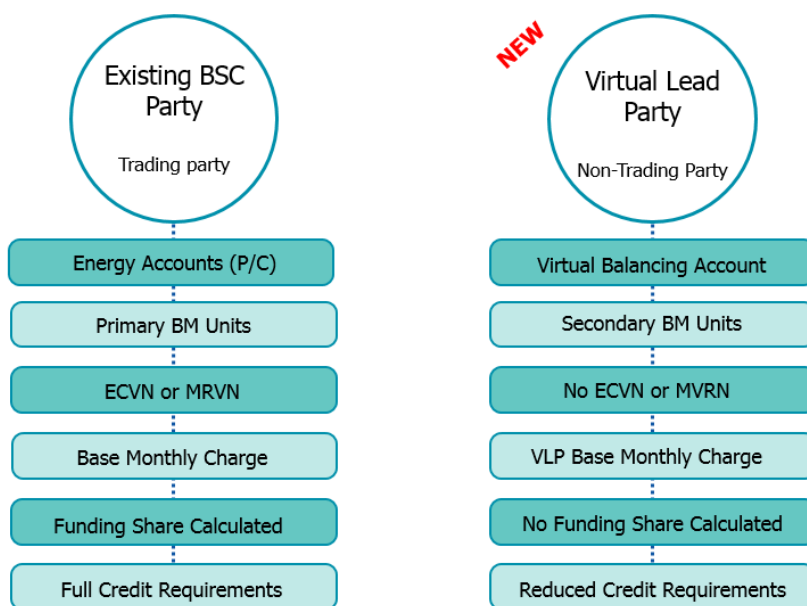 Existing BSC
Party
Trading party
Energy Accounts (P/C)
Primary BM Units
ECVN or MRVN
Base Monthly Charge
Funding Share Calculated
Full Credit Requirements
NEW
Virtual Lead
Party
Non-Trading Party
Virtual Balancing Account
Secondary BM Units
No ECVN or MVRN
VLP Base Monthly Charge
No Funding Share Calculated
Reduced Credit Requirements